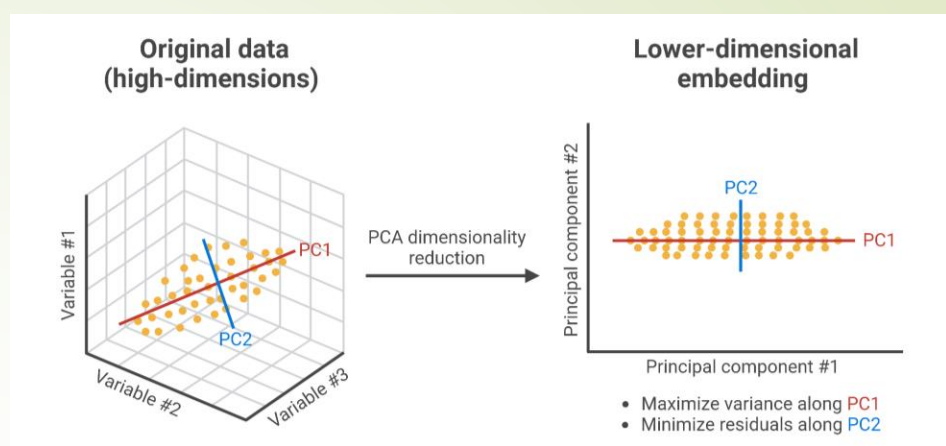 Original data
(high-dimensions)
Lower-dimensional
embedding
Variable #1
Variable #2
Variable #3
PC1
PC2
PCA dimensionality
reduction
Principal component #2
PC2
PC1
Principal component #1
• Maximize variance along PC1
• Minimize residuals along PC2